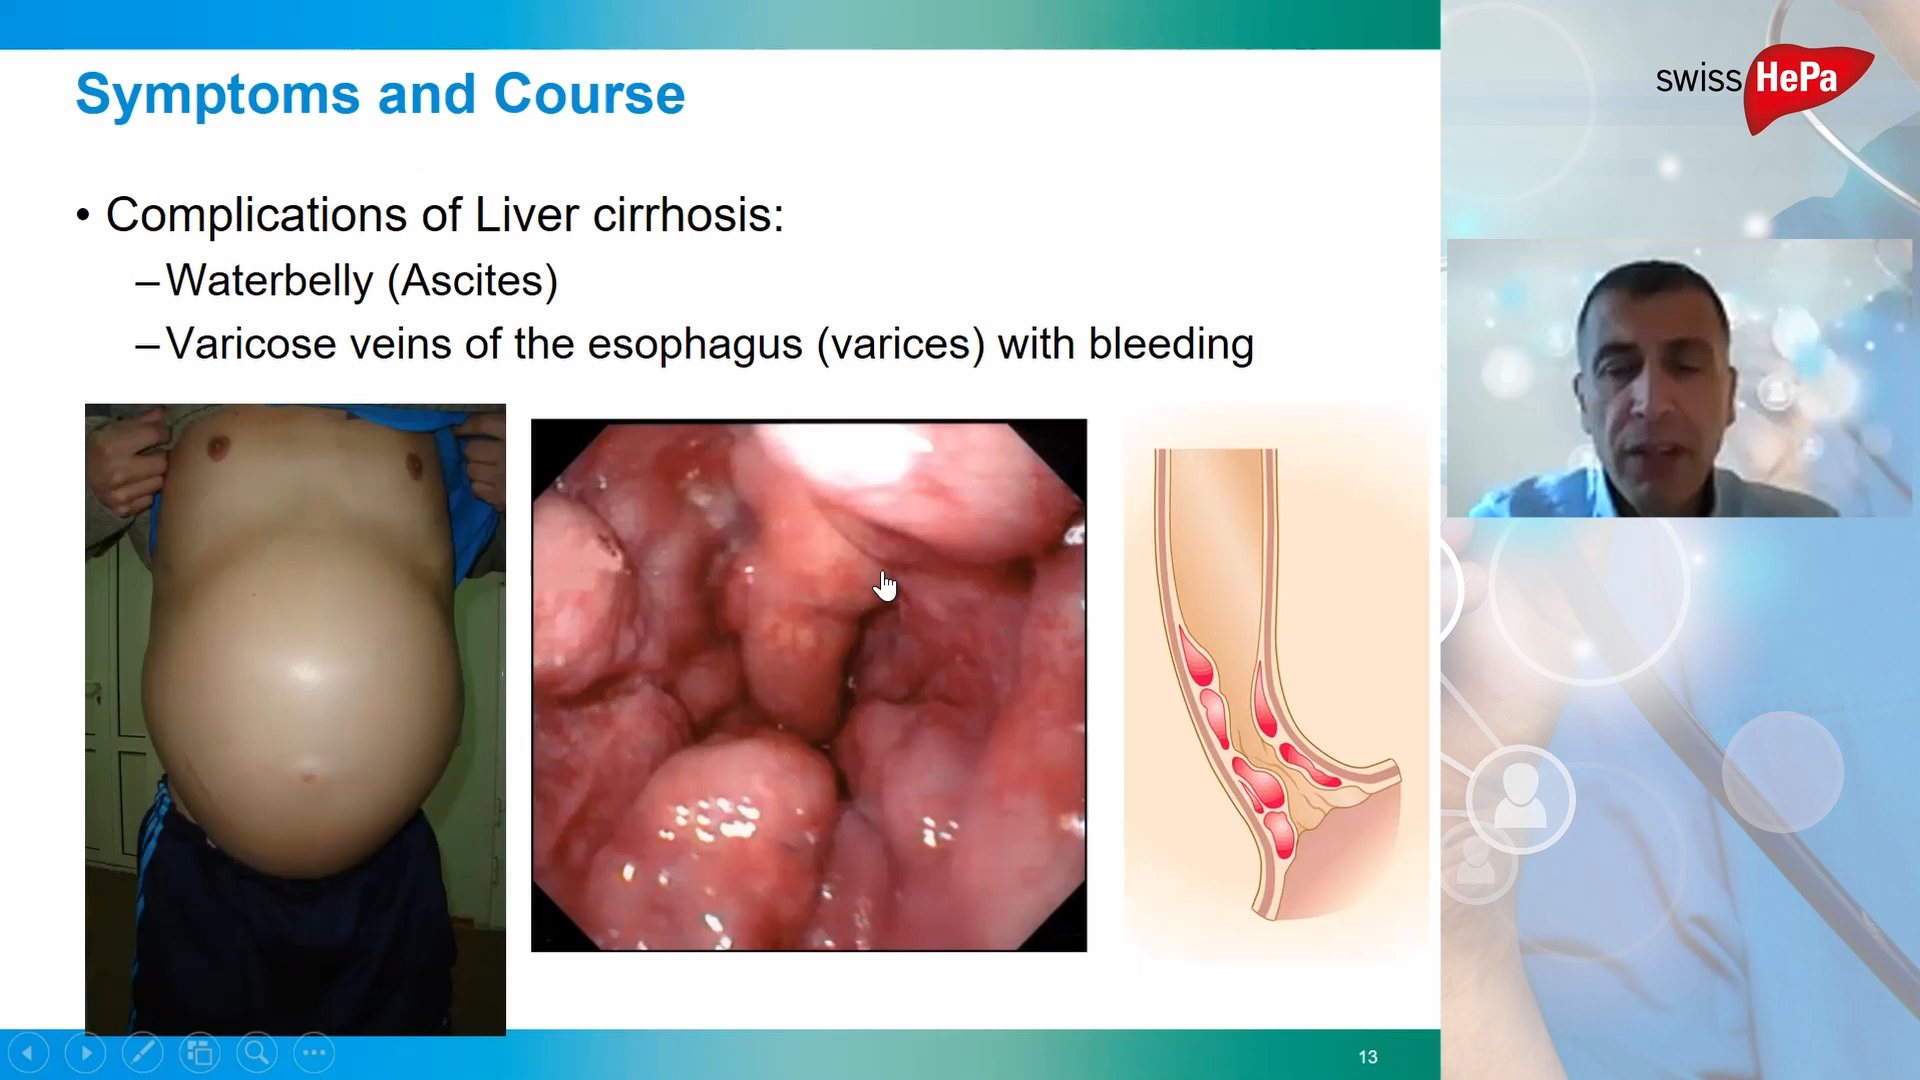 Symptoms and Course
• Complications of Liver cirrhosis:
–Waterbelly (Ascites)
–Varicose veins of the esophagus (varices) with bleeding
13
swiss HePa